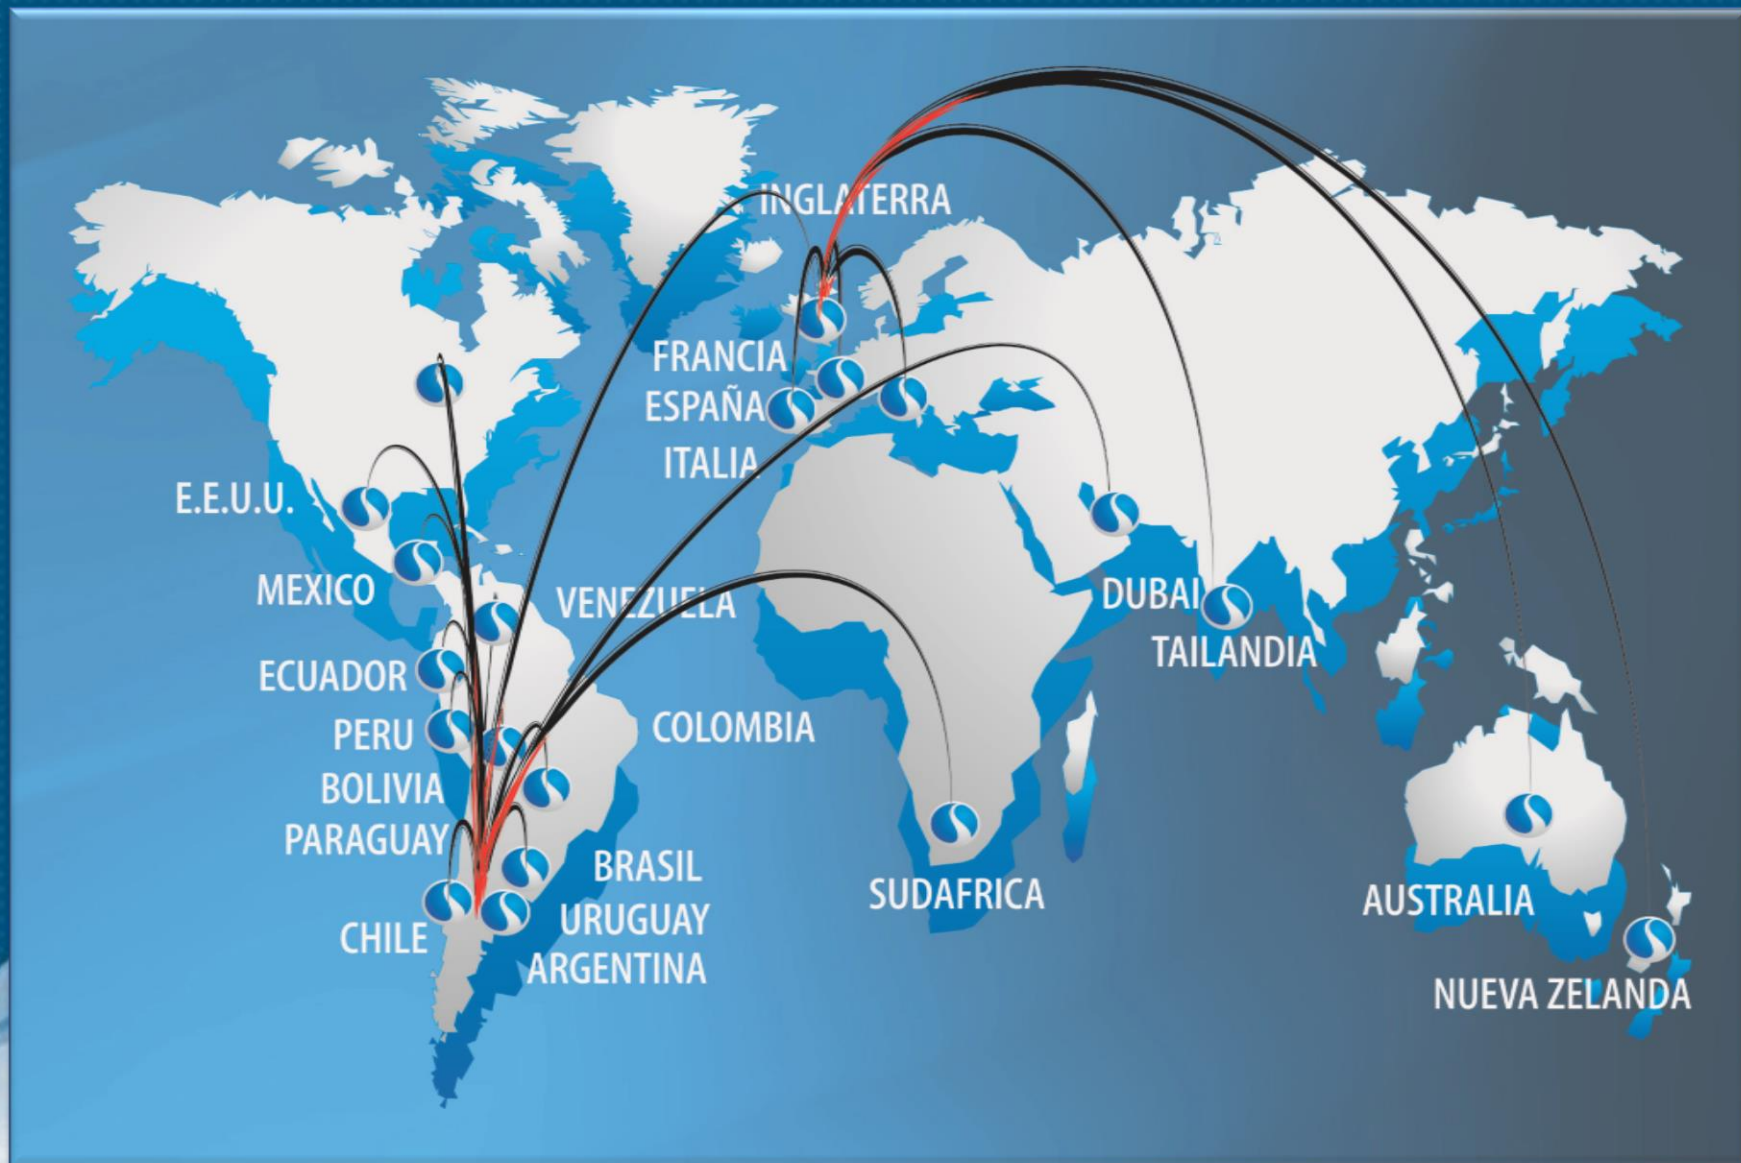 INGLATERRA
FRANCIA
ESPAÑA
ITALIA
E.E.U.U.
MEXICO
VENEZUELA
DUBAI
TAILANDIA
ECUADOR
PERU
COLOMBIA
BOLIVIA
PARAGUAY
BRASIL
SUDAFRICA
AUSTRALIA
URUGUAY
CHILE
ARGENTINA
NUEVA ZELANDA